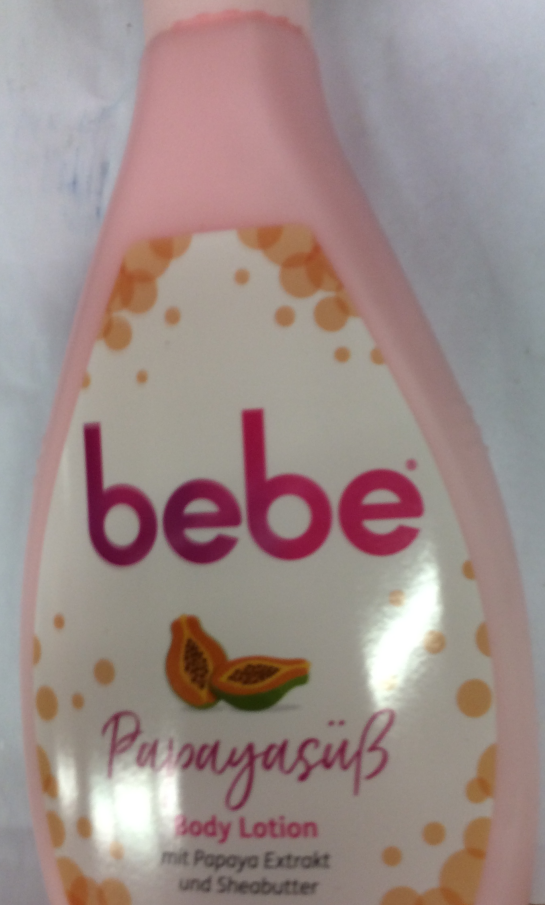 bebe
Papayasüß
Body Lotion
mit Papaya Extrakt
und Sheabutter